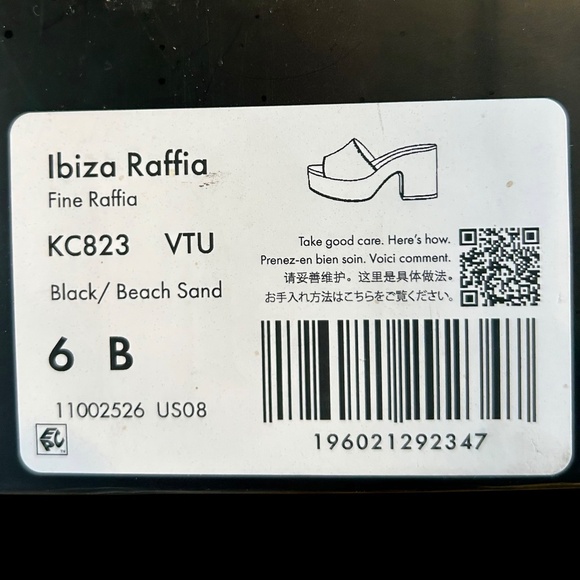 Ibiza Raffia
Fine Raffia
KC823 VTU
Black/ Beach Sand
6 B
11002526 US08
Take good care. Here's how.
Prenez-en bien soin. Voici comment.
请妥善维护。这里是具体做法。
お手入れ方法はこちらをご覧ください。
196021292347